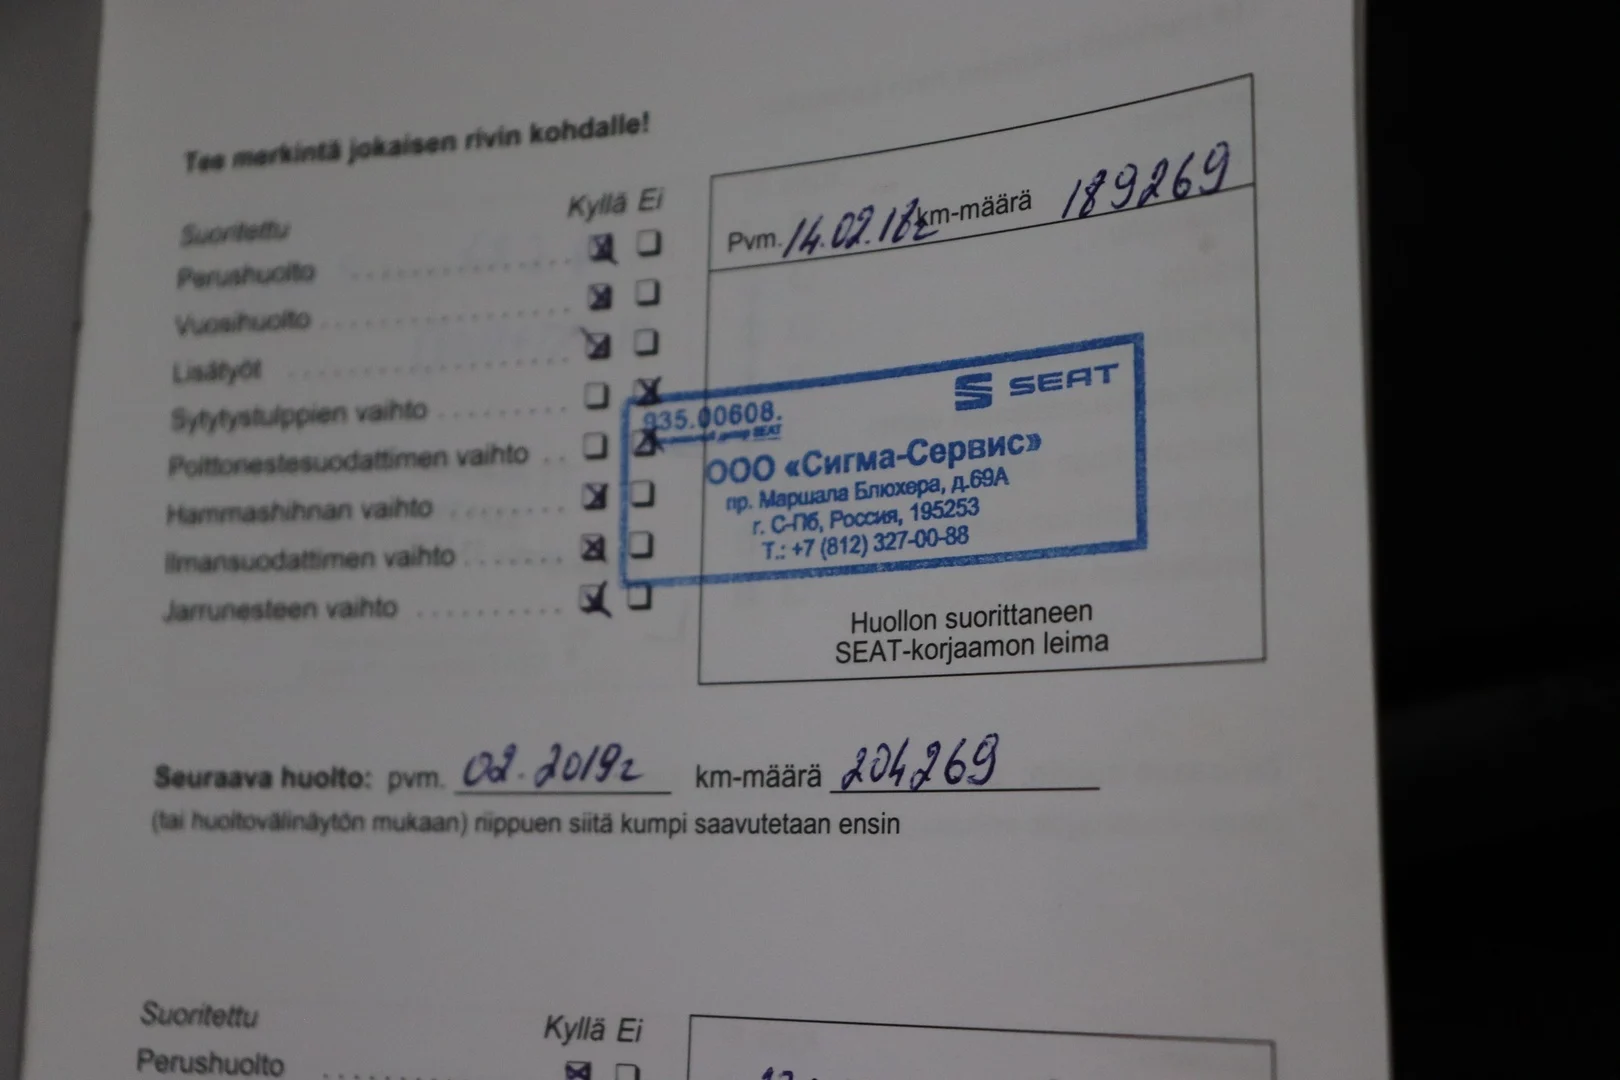 Tee merkintä jokaisen rivin kohdalle!
Suoritettu Kyllä Ei
Perushuolto
Vuosihuolto
Lisätyöt
Sytytystulppien vaihto
Polttonestesuodattimen vaihto
Hammashihnan vaihto
Ilmansuodattimen vaihto
Jarrunesteen vaihto
Pvm. 14.02.18г km-määrä 189269
SEAT
935.00608.
ООО «Сигма-Сервис»
пр. Маршала Блюхера, д.69А
г. С-Пб, Россия, 195253
Т.: +7 (812) 327-00-88
Huollon suorittaneen
SEAT-korjaamon leima
Seuraava huolto: pvm. 02.2019г km-määrä 204269
(tai huoltovälinäytön mukaan) riippuen siitä kumpi saavutetaan ensin
Suoritettu Kyllä Ei
Perushuolto